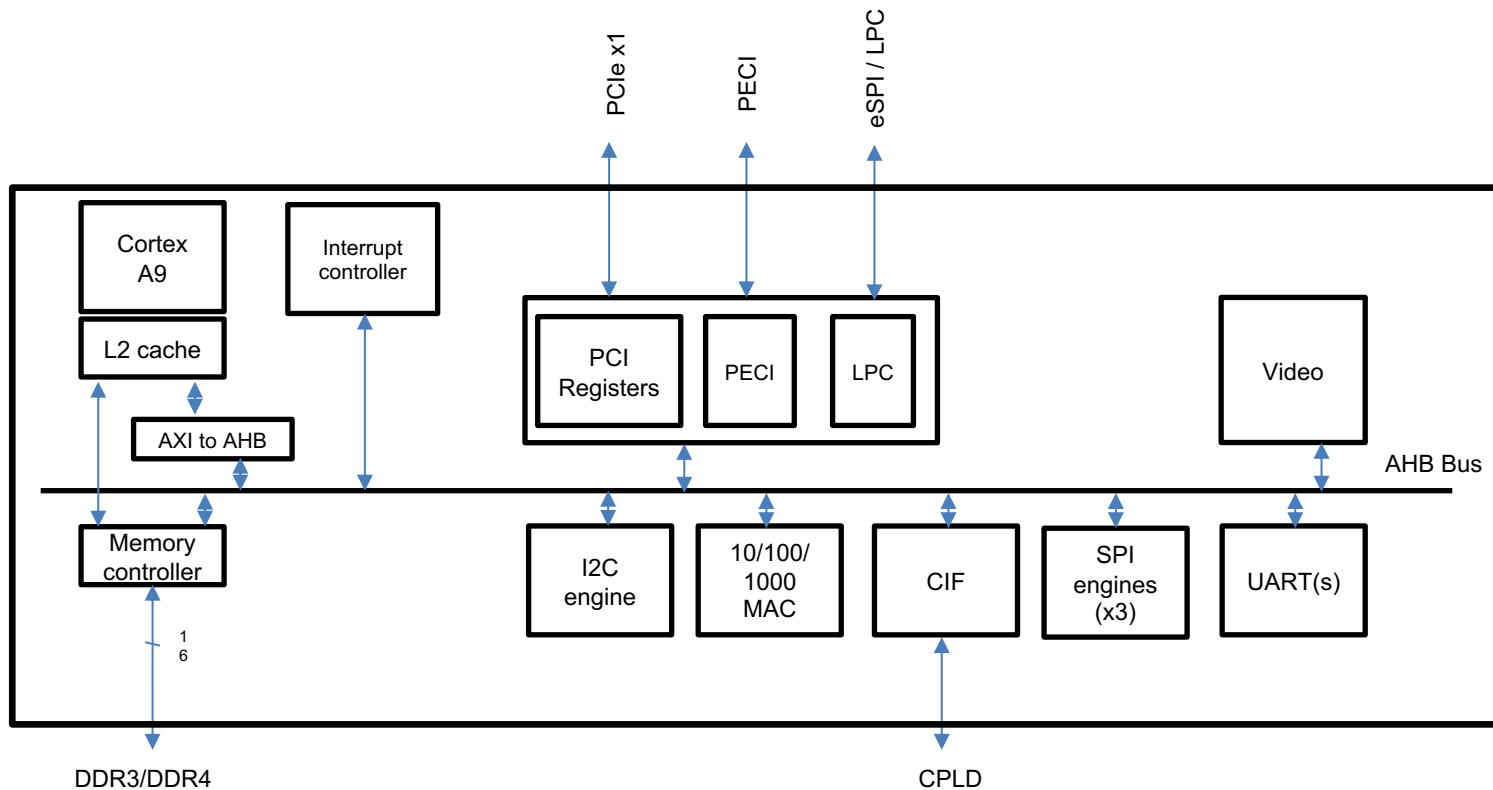 PCIe x1
PECI
eSPI / LPC
Cortex
A9
Interrupt
controller
L2 cache
PCI
Registers
PECI
LPC
Video
AXI to AHB
AHB Bus
Memory
controller
I2C
engine
10/100/
1000
MAC
CIF
SPI
engines
(x3)
UART(s)
1
6
DDR3/DDR4
CPLD